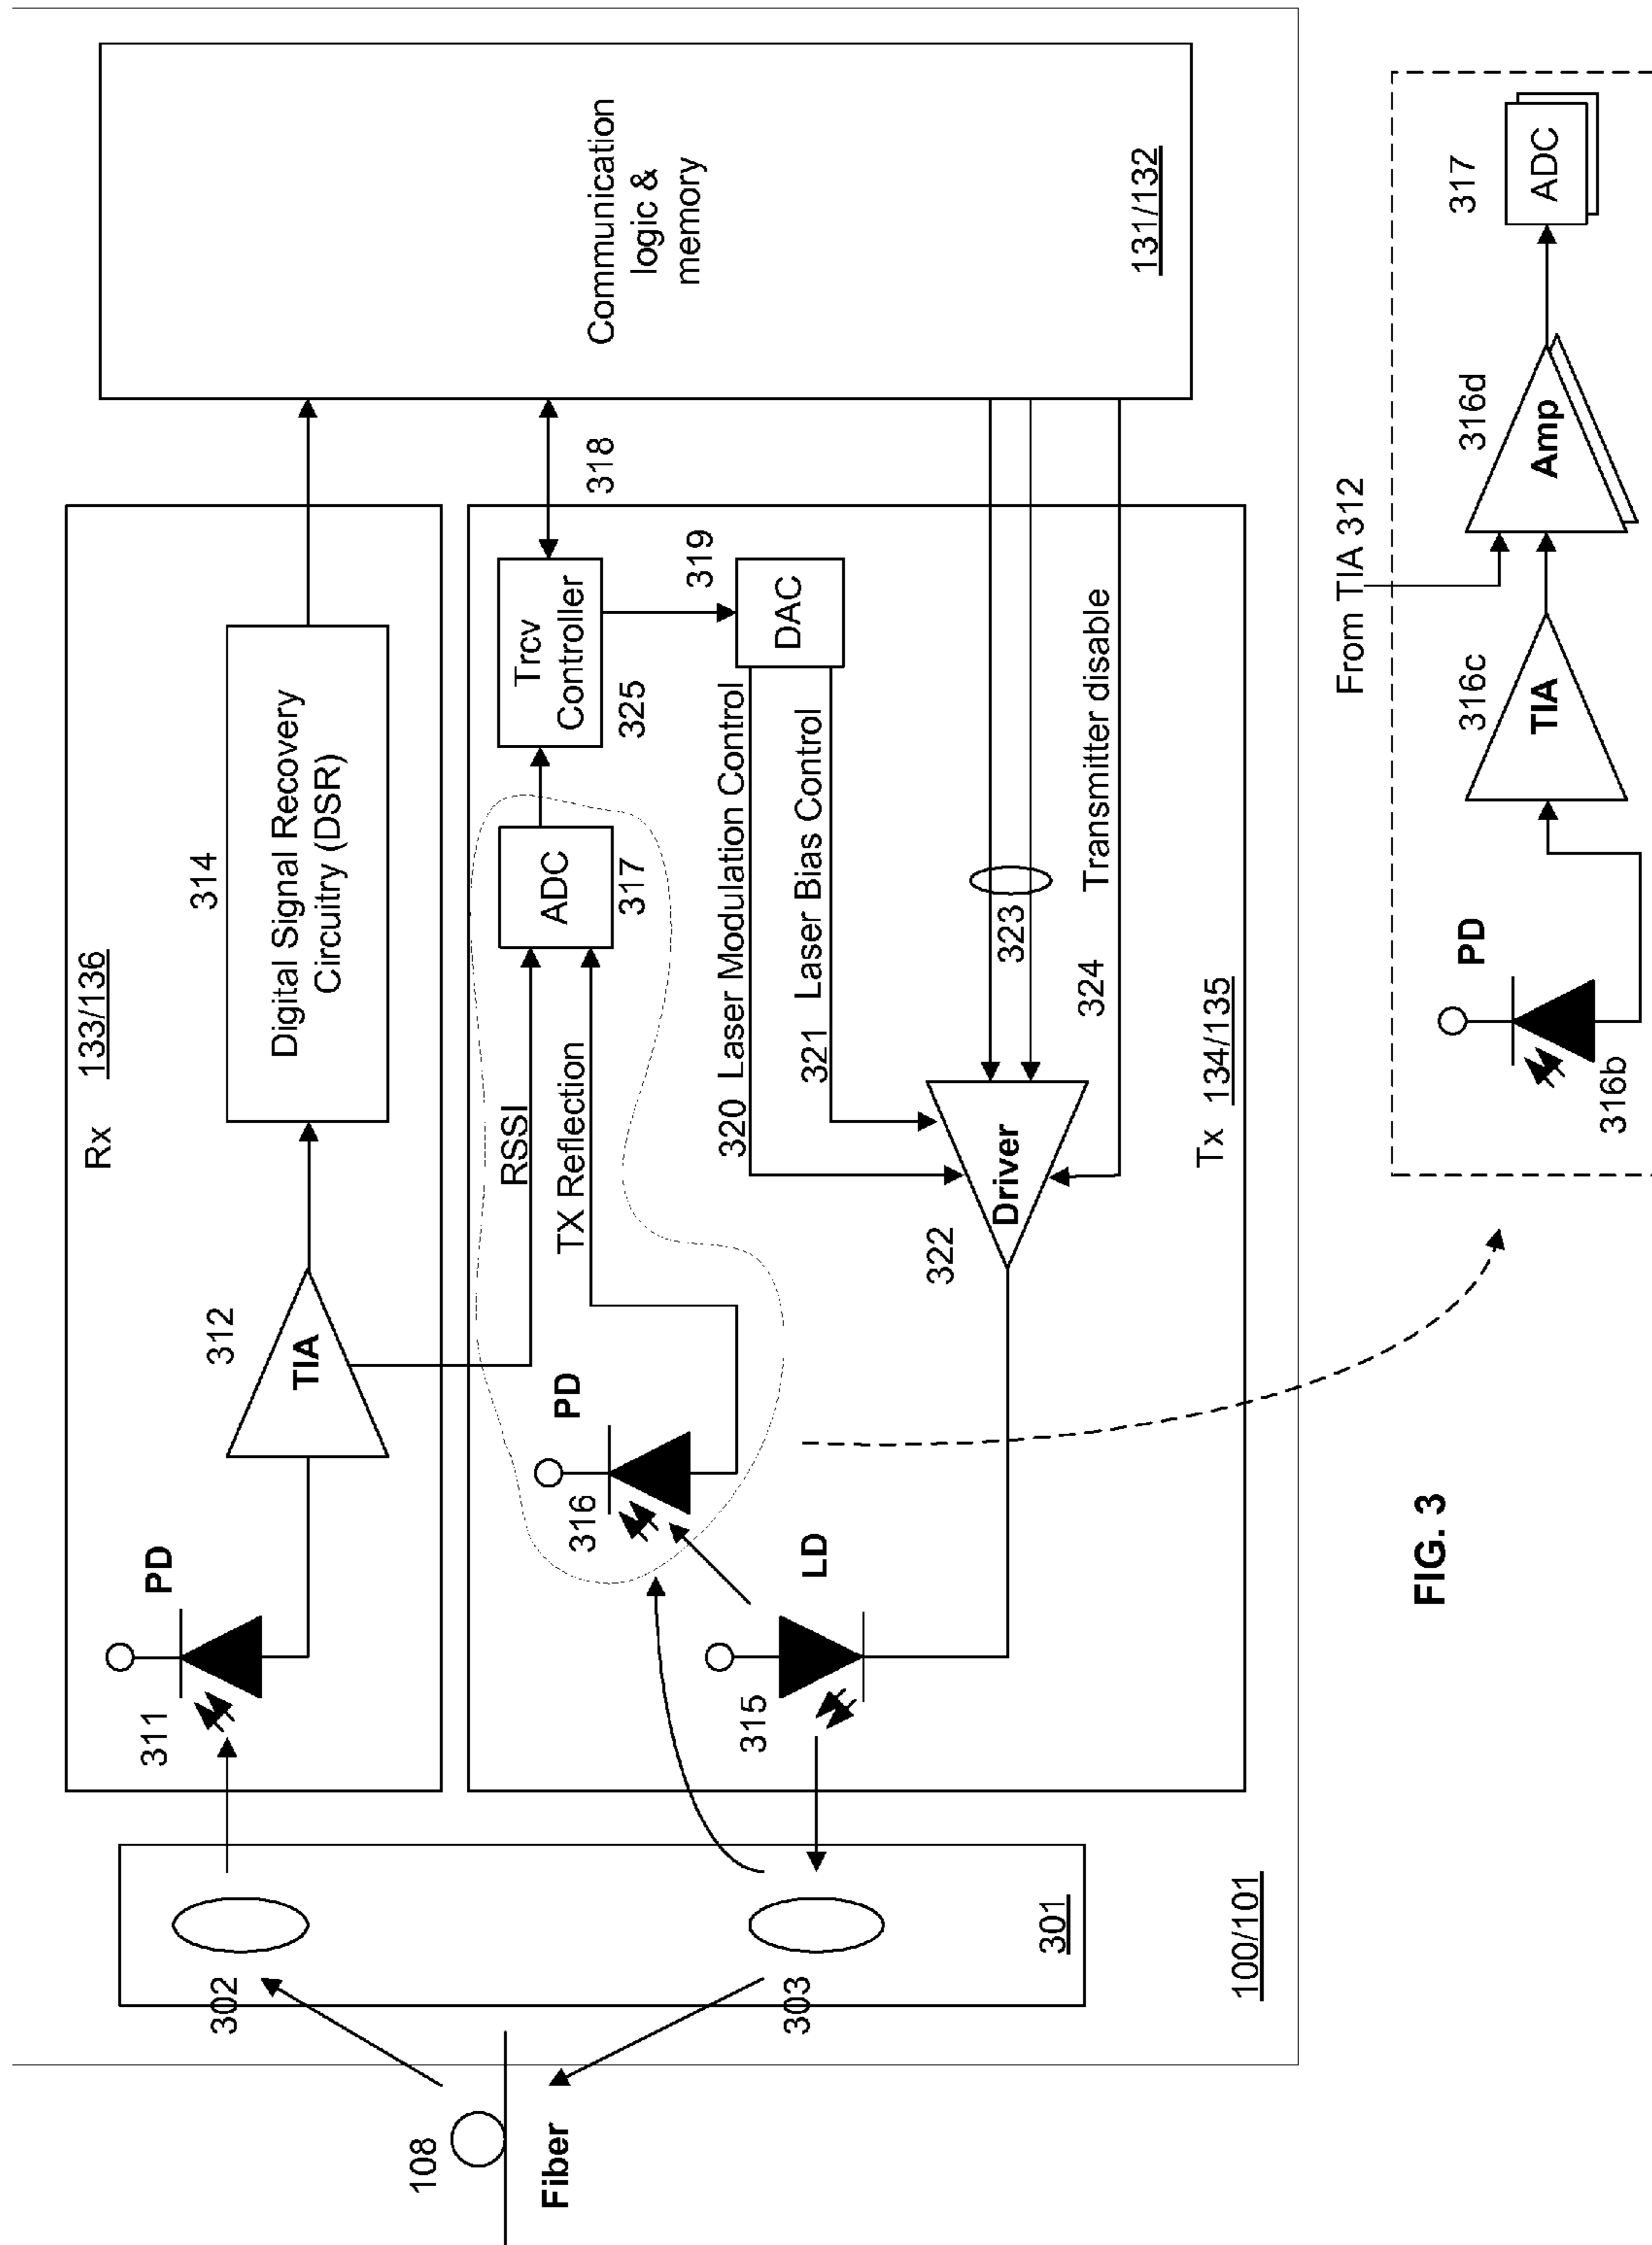 Rx 133/136
PD
311
TIA
312
314
Digital Signal Recovery
Circuitry (DSR)
Communication
logic &
memory
131/132
302
303
301
100/101
108
Fiber
RSSI
TX Reflection
PD
316
ADC
317
Trcv
Controller
325
318
319
DAC
320 Laser Modulation Control
321 Laser Bias Control
LD
315
Driver
322
323
324
Transmitter disable
Tx 134/135
From TIA 312
PD
316b
TIA
316c
Amp
316d
ADC
317
FIG. 3